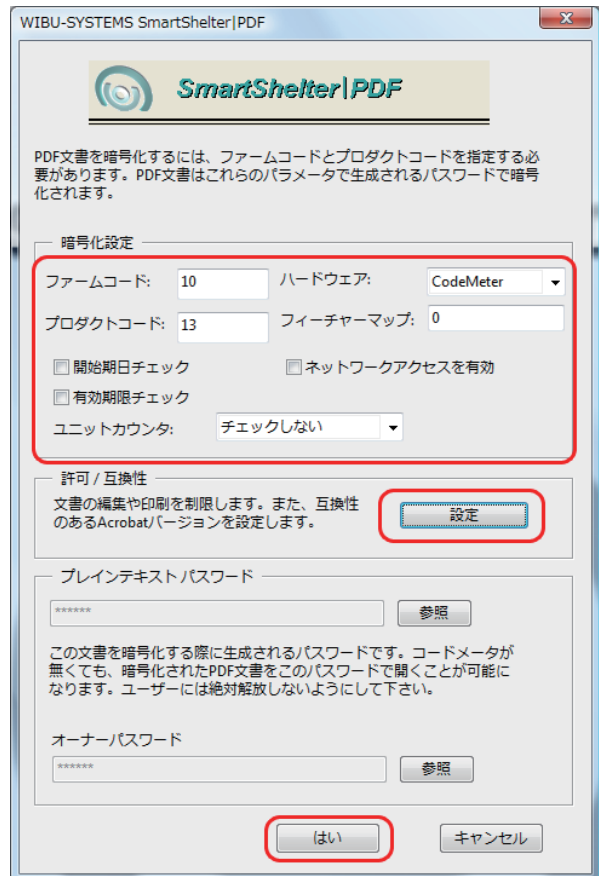 WIBU-SYSTEMS SmartShelter|PDF
SmartShelter|PDF
PDF文書を暗号化するには、ファームコードとプロダクトコードを指定する必
要があります。PDF文書はこれらのパラメータで生成されるパスワードで暗号
化されます。
暗号化設定
ファームコード: 10 ハードウェア: CodeMeter
プロダクトコード: 13 フィーチャーマップ: 0
開始期日チェック ネットワークアクセスを有効
有効期限チェック
ユニットカウンタ: チェックしない
許可 / 互換性
文書の編集や印刷を制限します。また、互換性
のあるAcrobatバージョンを設定します。
設定
プレインテキスト パスワード
****** 参照
この文書を暗号化する際に生成されるパスワードです。コードメータが
無くても、暗号化されたPDF文書をこのパスワードで開くことが可能に
なります。ユーザーには絶対解放しないようにして下さい。
オーナーパスワード
****** 参照
はい キャンセル